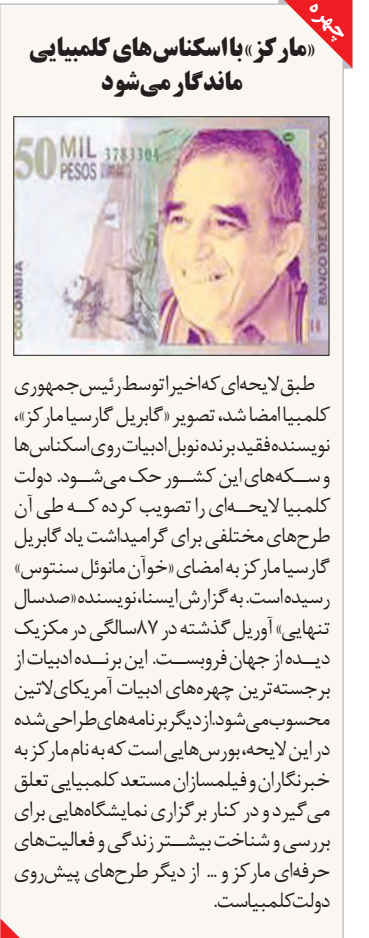 چهره
«مارکز» با اسکناس‌های کلمبیایی
ماندگار می‌شود
50 MIL
PESOS
3783304
COLOMBIA
BANCO DE LA REPUBLICA
طبق لایحه‌ای که اخیرا توسط رئیس جمهوری
کلمبیا امضا شد، تصویر «گابریل گارسیا مارکز»،
نویسنده فقید برنده نوبل ادبیات روی اسکناس‌ها
و سکه‌های این کشور حک می‌شود. دولت
کلمبیا لایحه‌ای را تصویب کرده که طی آن
طرح‌های مختلفی برای گرامیداشت یاد گابریل
گارسیا مارکز به امضای «خوآن مانوئل سنتوس»
رسیده است. به گزارش ایسنا، نویسنده «صدسال
تنهایی» آوریل گذشته در ۸۷سالگی در مکزیک
دیده از جهان فروبست. این برنده ادبیات از
برجسته‌ترین چهره‌های ادبیات آمریکای لاتین
محسوب می‌شود.از دیگر برنامه‌های طراحی شده
در این لایحه، بورس‌هایی است که به نام مارکز به
خبرنگاران و فیلمسازان مستعد کلمبیایی تعلق
می‌گیرد و در کنار برگزاری نمایشگاه‌هایی برای
بررسی و شناخت بیشتر زندگی و فعالیت‌های
حرفه‌ای مارکز و ... از دیگر طرح‌های پیش‌روی
دولت کلمبیاست.